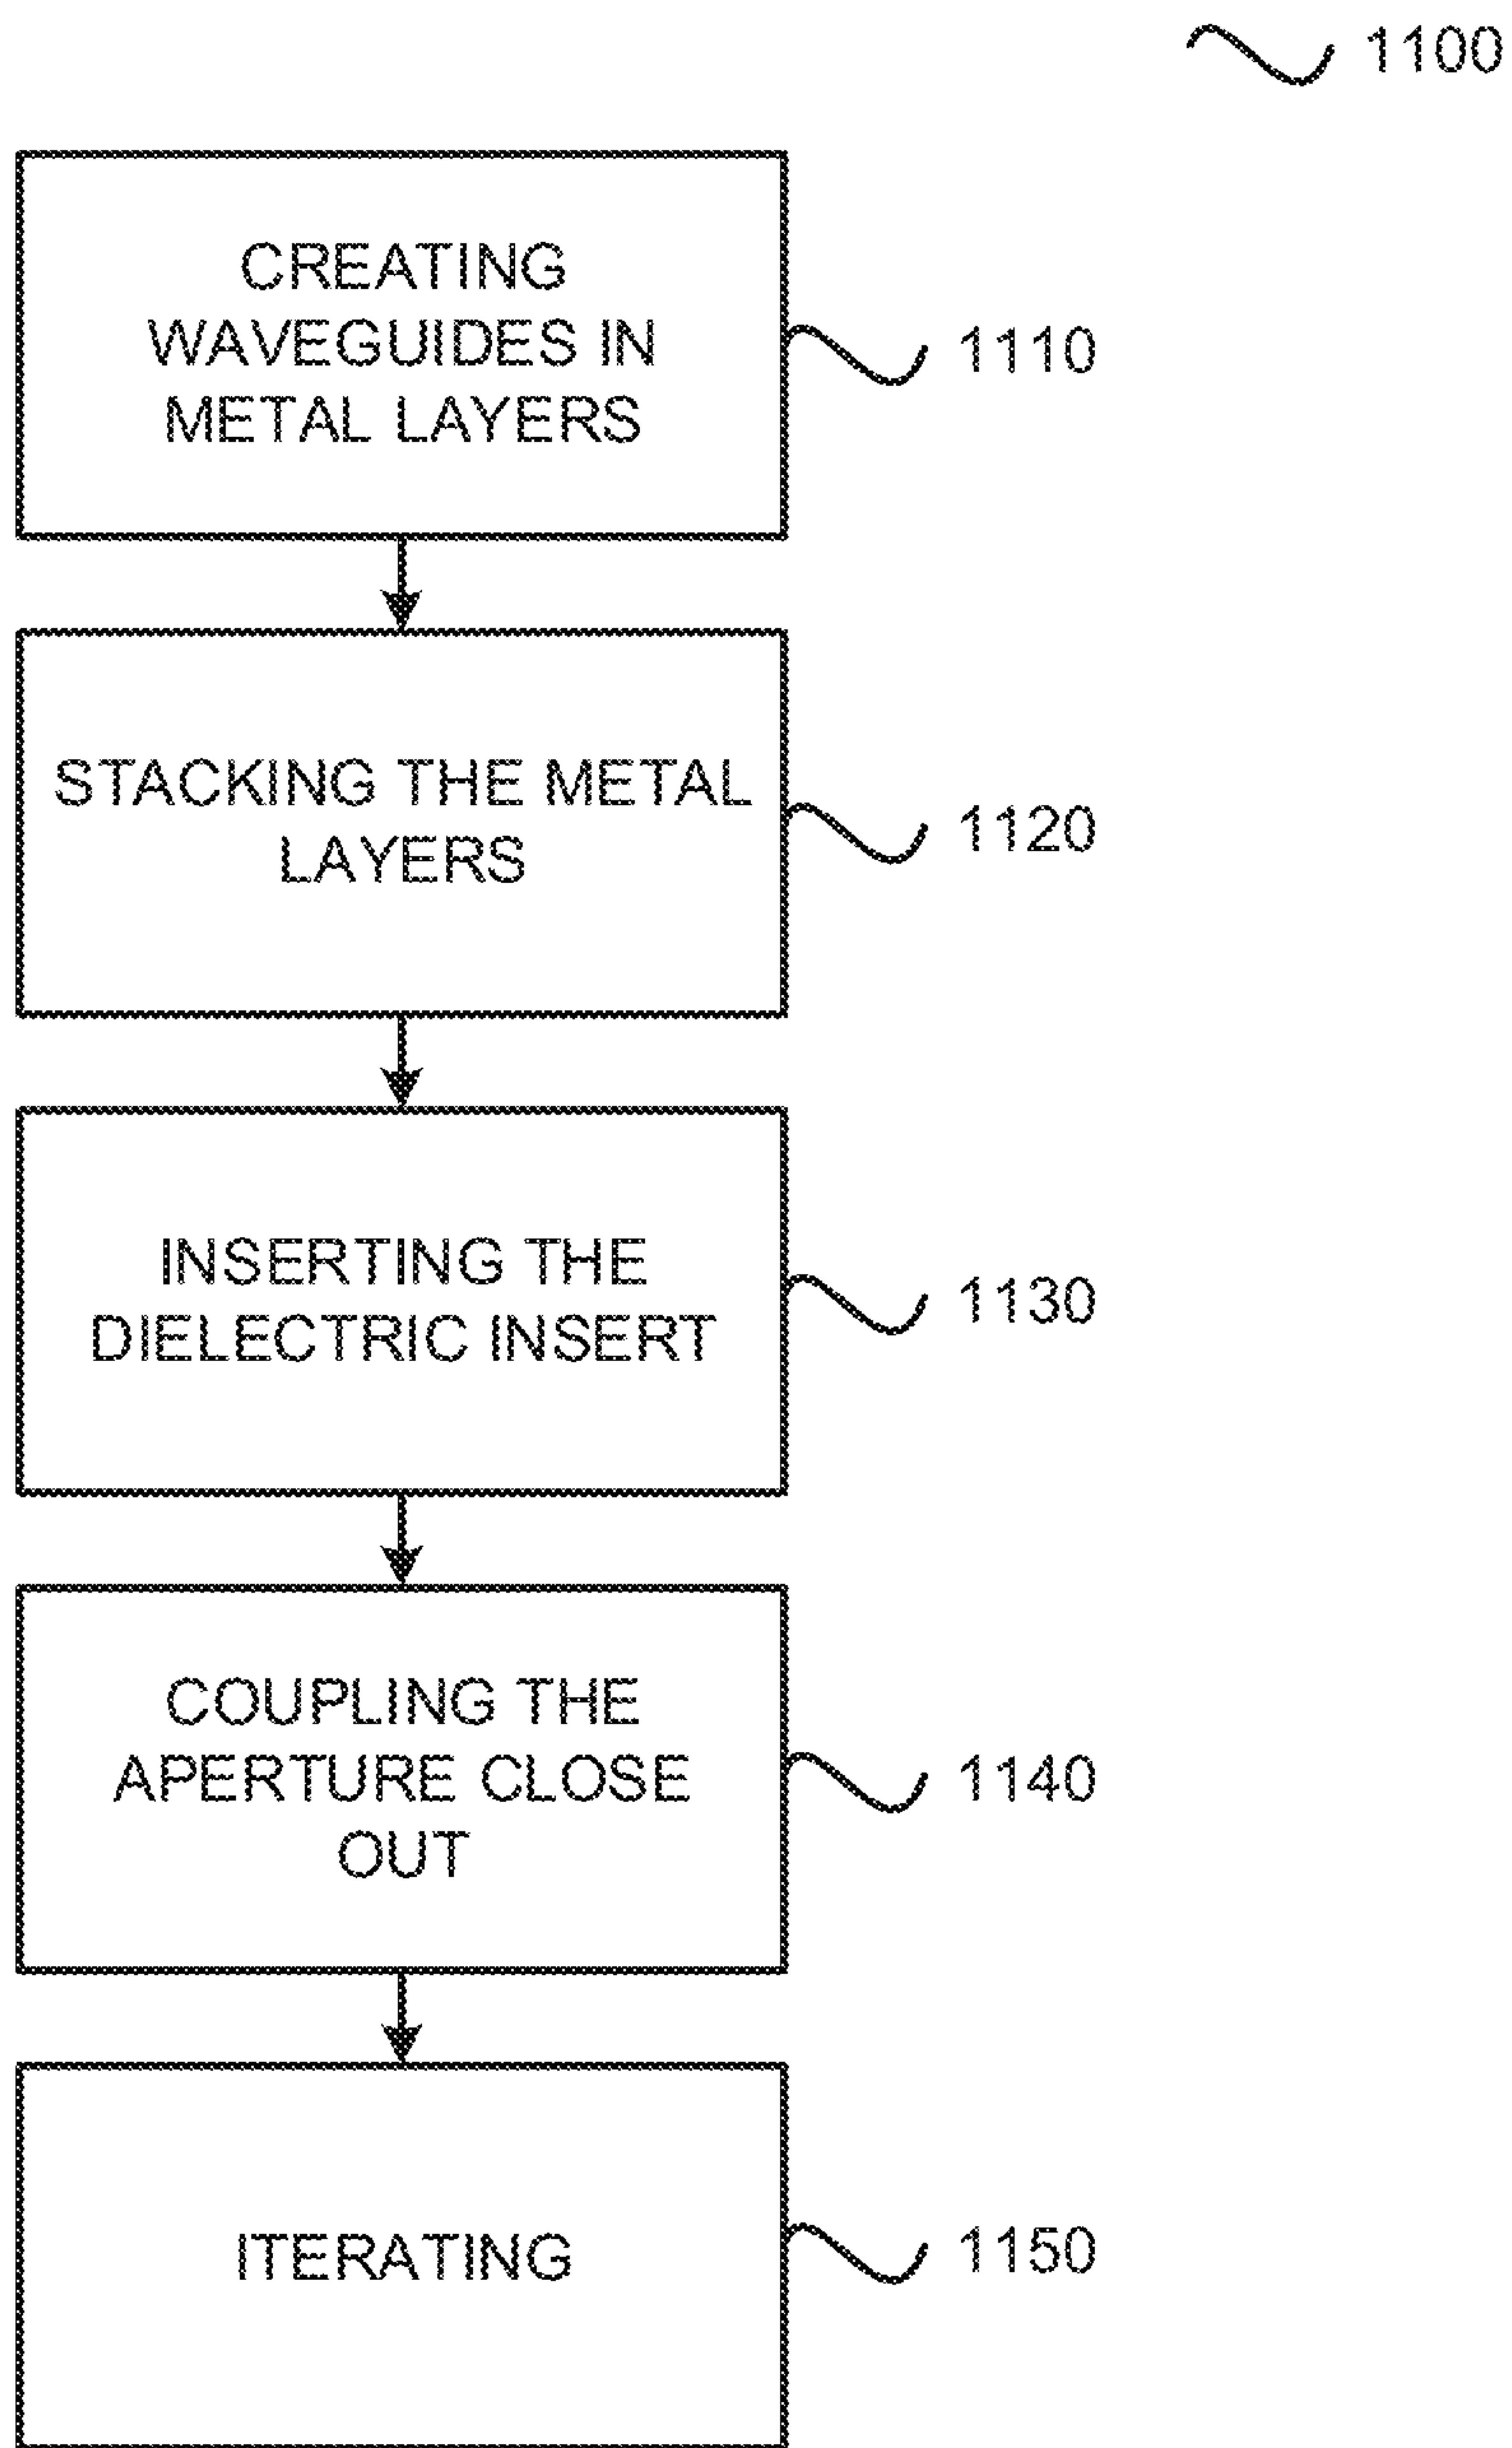 1100
CREATING
WAVEGUIDES IN
METAL LAYERS
1110
STACKING THE METAL
LAYERS
1120
INSERTING THE
DIELECTRIC INSERT
1130
COUPLING THE
APERTURE CLOSE
OUT
1140
ITERATING
1150